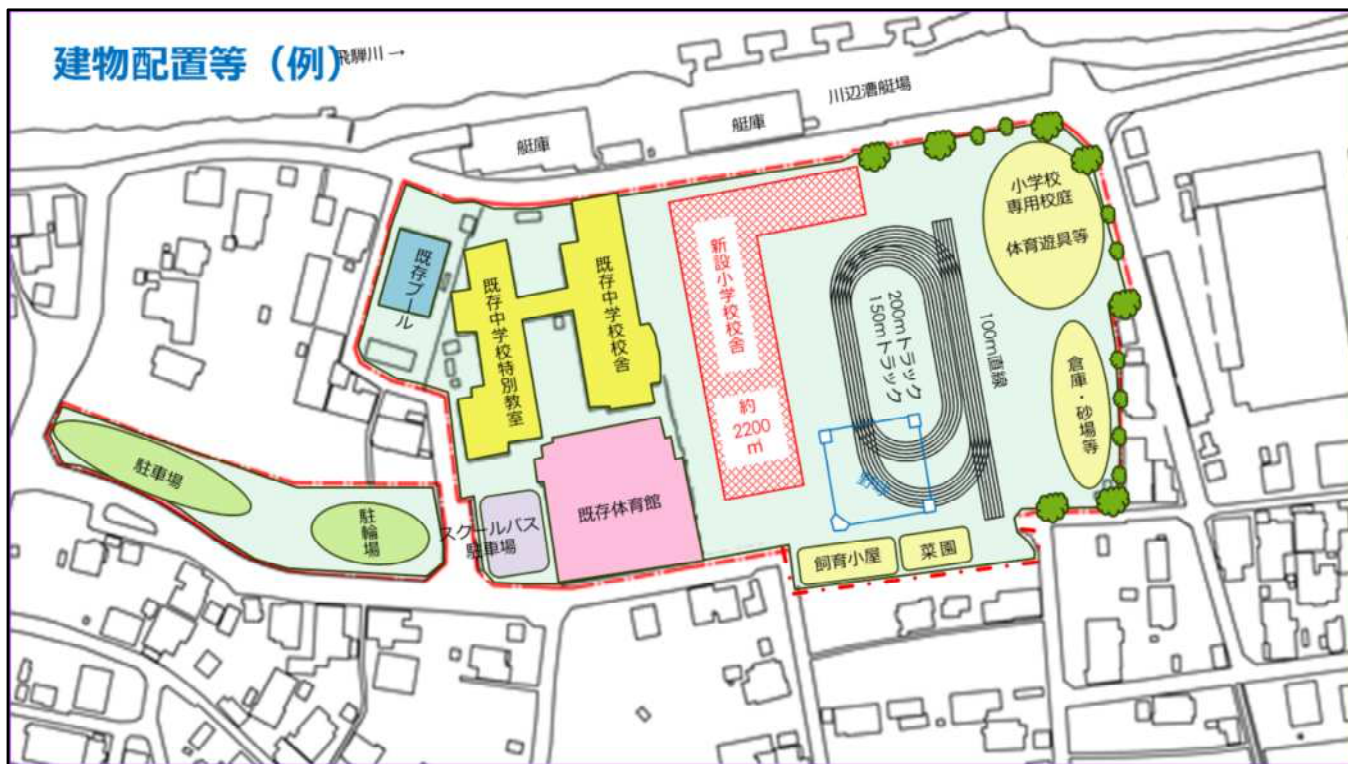 建物配置等（例）
飛騨川→
川辺漕艇場
艇庫
艇庫
小学校
専用校庭
体育遊具等
既存プール
既存中学校特別教室
既存中学校校舎
新設小学校校舎
約
2200
㎡
200mトラック
150mトラック
100m直線
倉庫・砂場等
駐車場
駐輪場
スクールバス
駐車場
既存体育館
飼育小屋
菜園